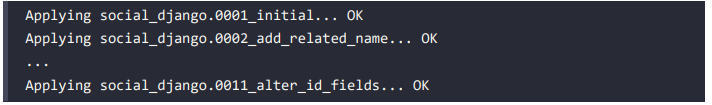 Applying social_django.0001_initial... OK
Applying social_django.0002_add_related_name... OK
...
Applying social_django.0011_alter_id_fields... OK